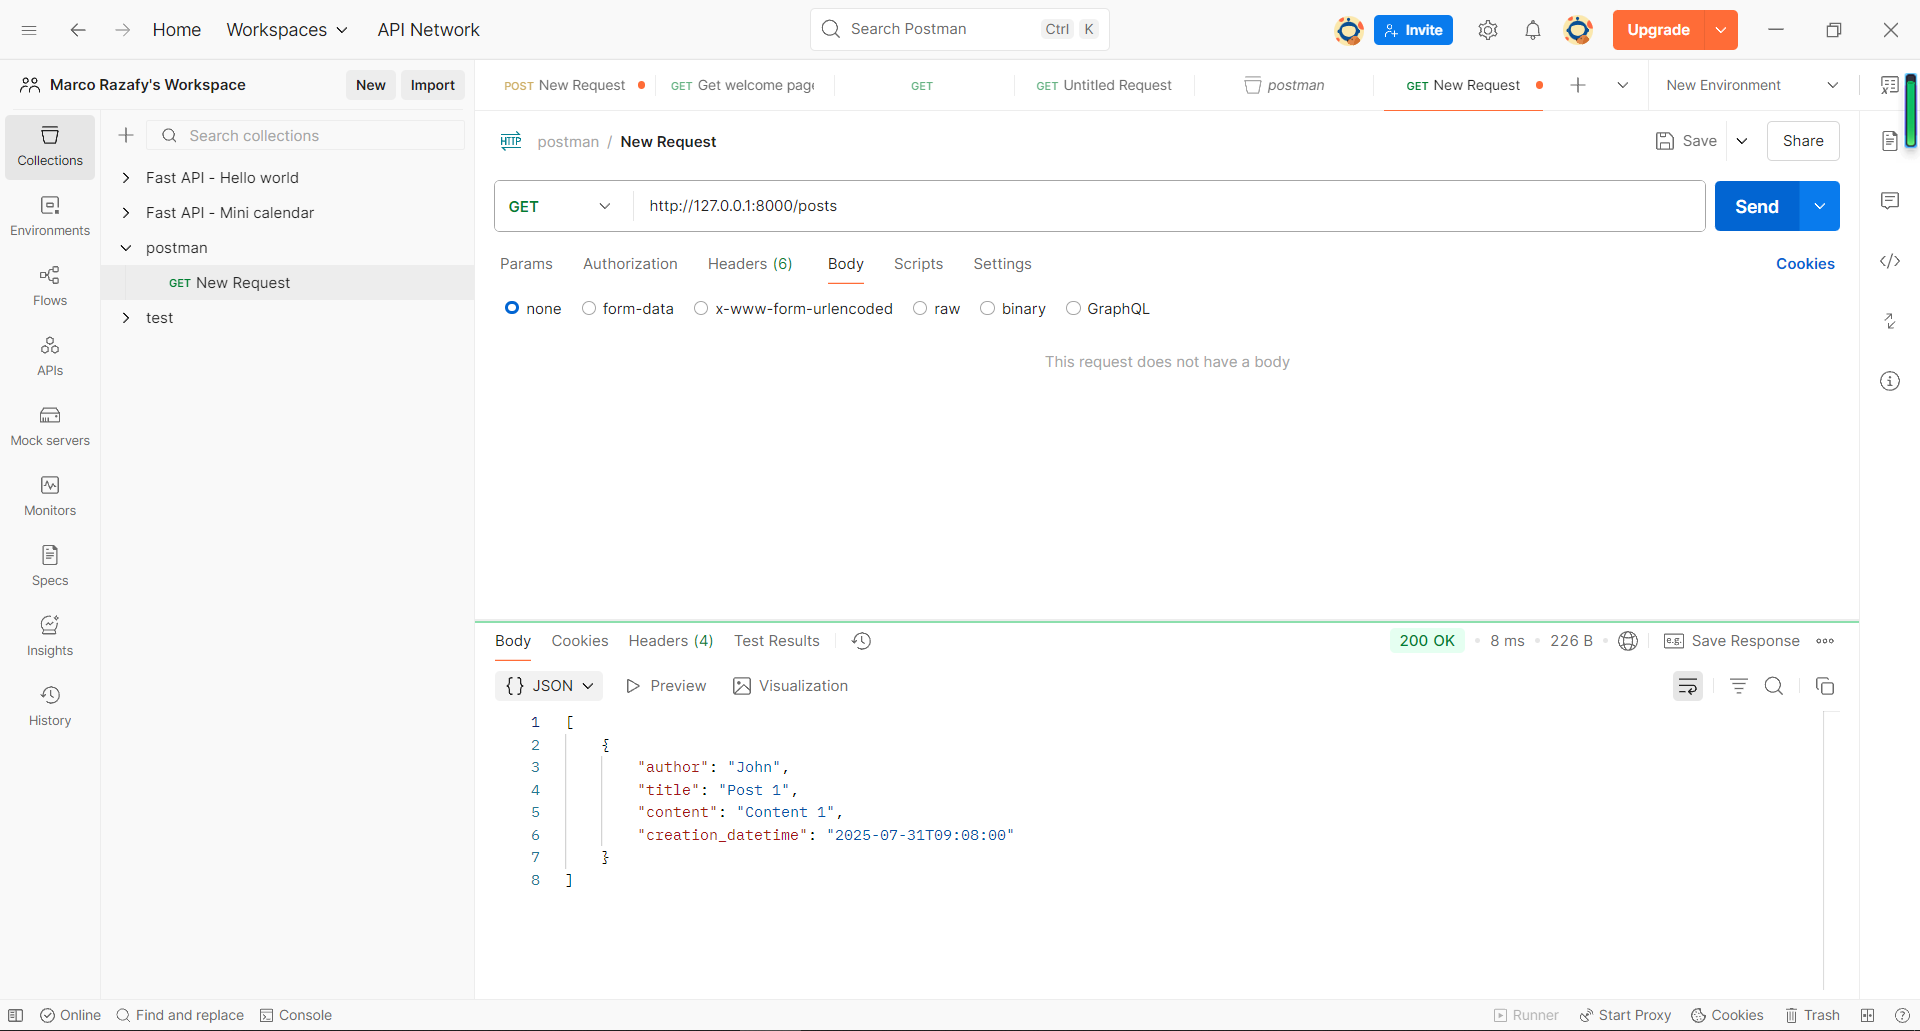 Home Workspaces API Network Search Postman Ctrl K Invite Upgrade
Marco Razafy's Workspace New Import
POST New Request GET Get welcome page GET GET Untitled Request postman GET New Request New Environment
Collections
Environments
Flows
APIs
Mock servers
Monitors
Specs
Insights
History
Search collections
Fast API - Hello world
Fast API - Mini calendar
postman
GET New Request
test
HTTP postman / New Request Save Share
GET http://127.0.0.1:8000/posts Send
Params Authorization Headers (6) Body Scripts Settings Cookies
none form-data x-www-form-urlencoded raw binary GraphQL
This request does not have a body
Body Cookies Headers (4) Test Results 200 OK 8 ms 226 B e.g. Save Response
{} JSON Preview Visualization
1 [
2 {
3 "author": "John",
4 "title": "Post 1",
5 "content": "Content 1",
6 "creation_datetime": "2025-07-31T09:08:00"
7 }
8 ]
Online Find and replace Console Runner Start Proxy Cookies Trash